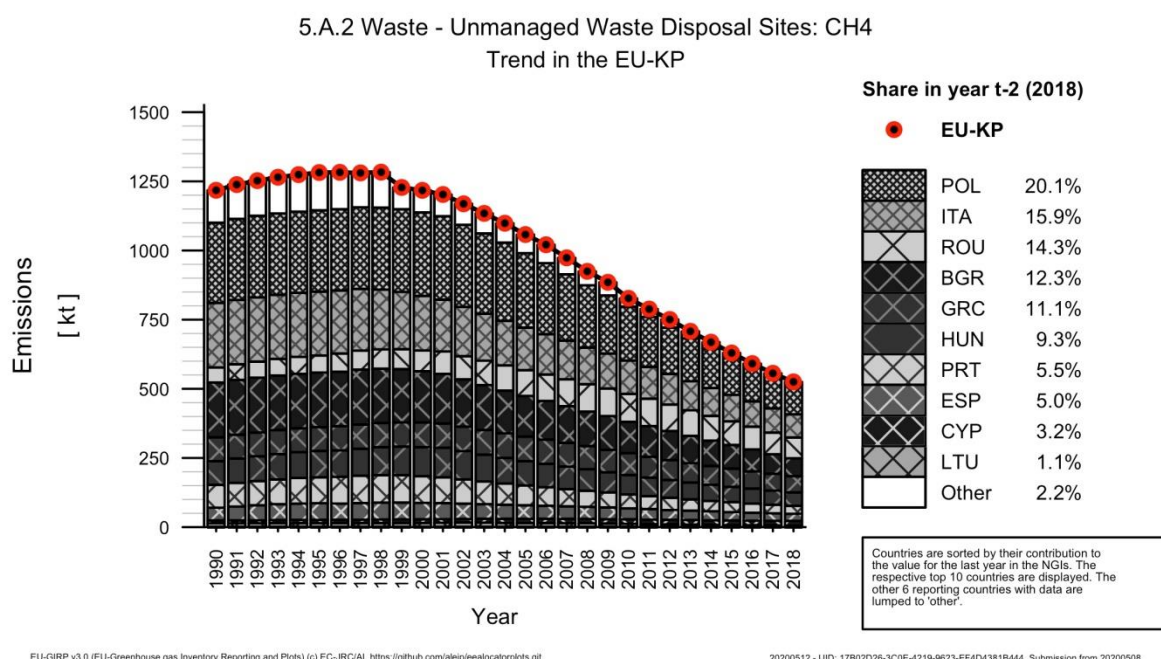 5.A.2 Waste - Unmanaged Waste Disposal Sites: CH4
Trend in the EU-KP
Emissions
[ kt ]
1500
1250
1000
750
500
250
0
1990
1991
1992
1993
1994
1995
1996
1997
1998
1999
2000
2001
2002
2003
2004
2005
2006
2007
2008
2009
2010
2011
2012
2013
2014
2015
2016
2017
2018
Year
Share in year t-2 (2018)
EU-KP
POL 20.1%
ITA 15.9%
ROU 14.3%
BGR 12.3%
GRC 11.1%
HUN 9.3%
PRT 5.5%
ESP 5.0%
CYP 3.2%
LTU 1.1%
Other 2.2%
Countries are sorted by their contribution to
the value for the last year in the NGIs. The
respective top 10 countries are displayed. The
other 6 reporting countries with data are
lumped to 'other'.
EU-GIRP v3.0 (EU-Greenhouse gas Inventory Reporting and Plots) (c) EC-JRC/AL https://github.com/aleip/eealocatorplots.git
20200512 - UID: 17B02D26-3C0F-4219-9623-FF4D4381B444. Submission from 20200508